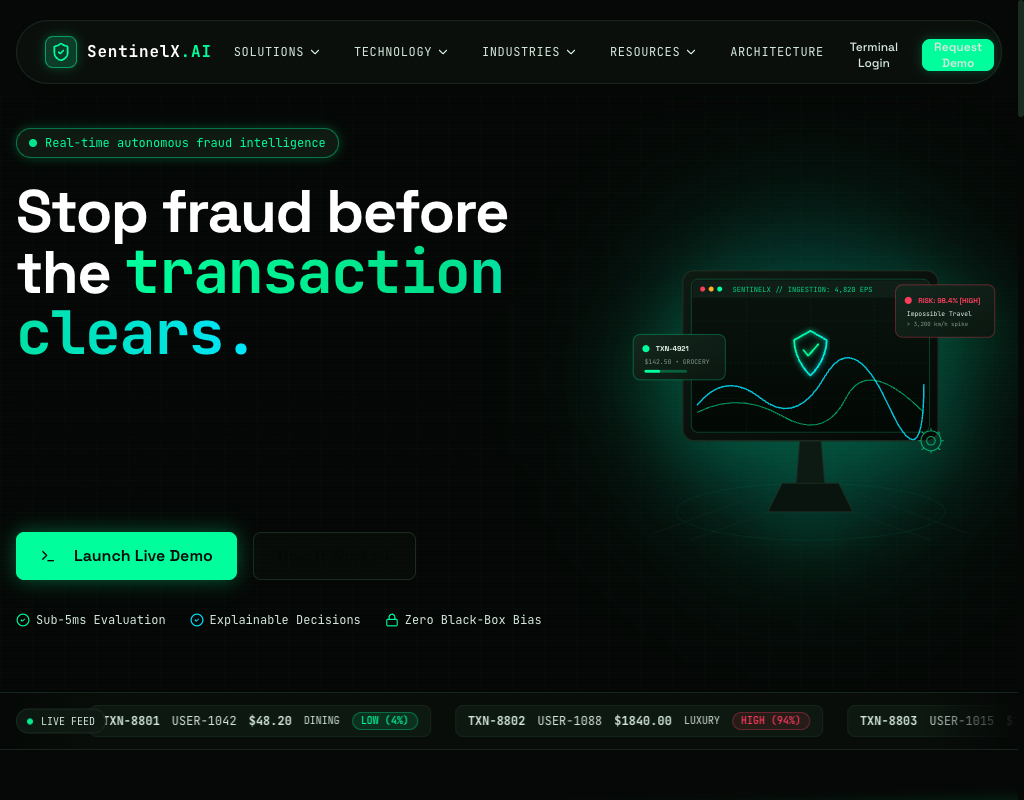 SentinelX.AI
SOLUTIONS
TECHNOLOGY
INDUSTRIES
RESOURCES
ARCHITECTURE
Terminal
Login
Request
Demo
Real-time autonomous fraud intelligence
Stop fraud before
the transaction
clears.
SENTINELX // INGESTION: 4,820 EPS
RISK: 98.4% [HIGH]
Impossible Travel
> 3,200 km/h spike
TXN-4921
$142.50 • GROCERY
Launch Live Demo
Sub-5ms Evaluation
Explainable Decisions
Zero Black-Box Bias
LIVE FEED
TXN-8801 USER-1042 $48.20 DINING LOW (4%)
TXN-8802 USER-1088 $1840.00 LUXURY HIGH (94%)
TXN-8803 USER-1015 $